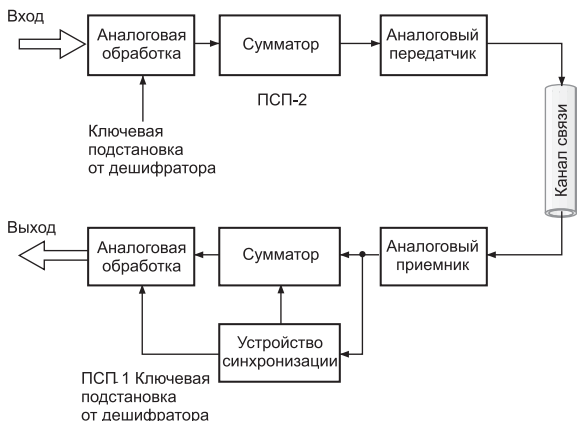 Вход
Аналоговая
обработка
Сумматор
Аналоговый
передатчик
ПСП-2
Ключевая
подстановка
от дешифратора
Канал связи
Выход
Аналоговая
обработка
Сумматор
Аналоговый
приемник
Устройство
синхронизации
ПСП-1 Ключевая
подстановка
от дешифратора